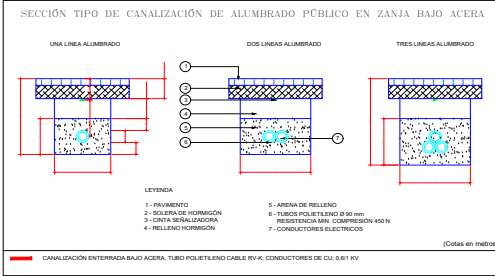 SECCIÓN TIPO DE CANALIZACIÓN DE ALUMBRADO PÚBLICO EN ZANJA BAJO ACERA
UNA LINEA ALUMBRADO
DOS LINEAS ALUMBRADO
TRES LINEAS ALUMBRADO
1
2
3
4
5
6
7
LEYENDA
1 - PAVIMENTO
2 - SOLERA DE HORMIGÓN
3 - CINTA SEÑALIZADORA
4 - RELLENO HORMIGÓN
5 - ARENA DE RELLENO
6 - TUBOS POLIETILENO Ø 90 mm
RESISTENCIA MIN. COMPRESIÓN 450 N
7 - CONDUCTORES ELECTRICOS
(Cotas en metros
CANALIZACIÓN ENTERRADA BAJO ACERA, TUBO POLIETILENO CABLE RV-K; CONDUCTORES DE CU; 0,6/1 KV